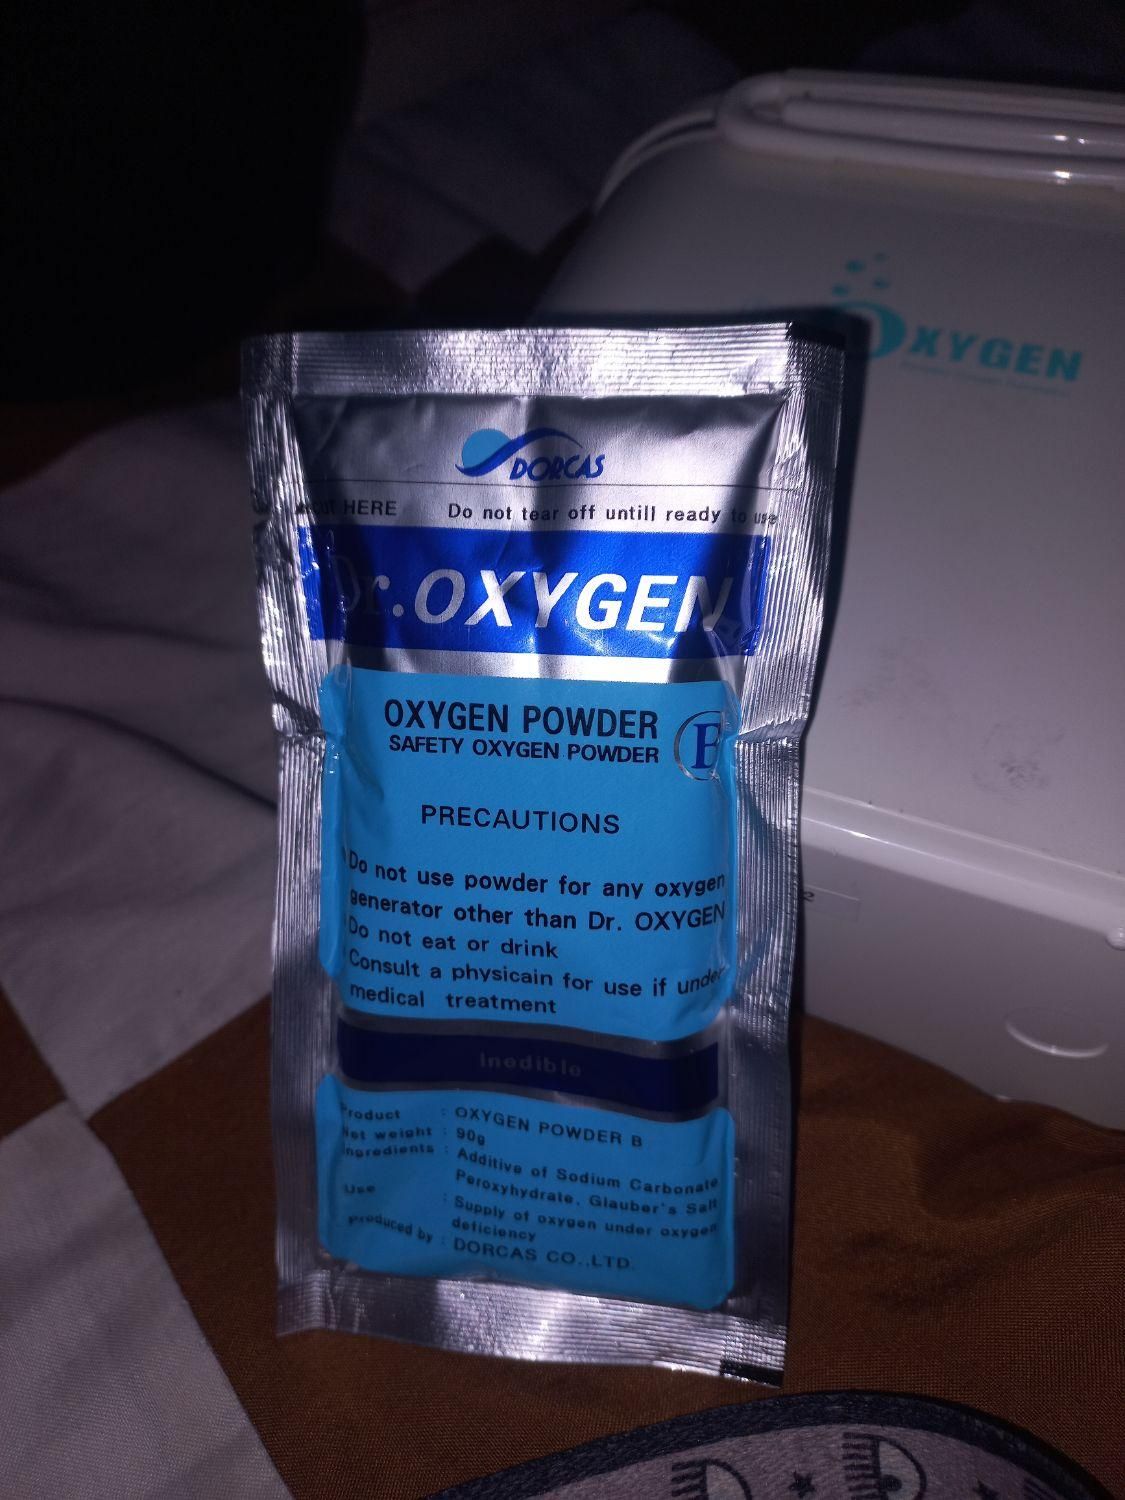 OXYGEN
DORCAS
CUT HERE Do not tear off untill ready to use
Dr.OXYGEN
OXYGEN POWDER
SAFETY OXYGEN POWDER
B
PRECAUTIONS
Do not use powder for any oxygen
generator other than Dr. OXYGEN
Do not eat or drink
Consult a physicain for use if under
medical treatment
Inedible
Product : OXYGEN POWDER B
Net weight : 90g
Ingredients : Additive of Sodium Carbonate
Peroxyhydrate, Glauber's Salt
Use : Supply of oxygen under oxygen
deficiency
Produced by : DORCAS CO.,LTD.